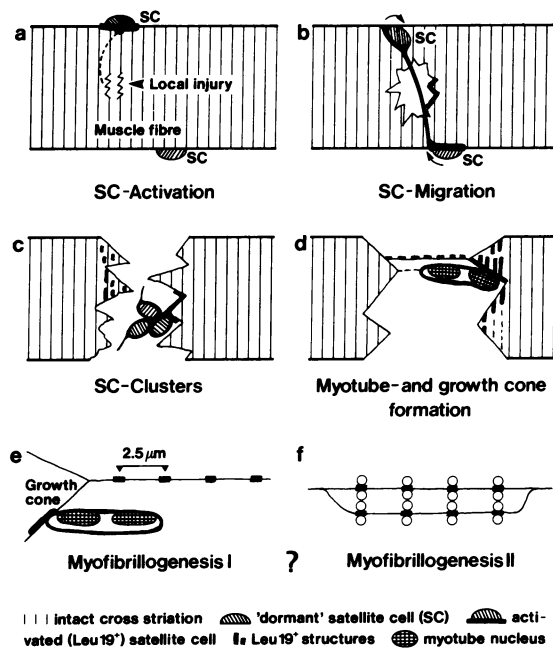 a
SC
Local injury
Muscle fibre
SC
SC-Activation
b
SC
SC
SC-Migration
c
SC-Clusters
d
Myotube-and growth cone
formation
e
2.5 μm
Growth
cone
Myofibrillogenesis I
?
f
Myofibrillogenesis II
intact cross striation 'dormant' satellite cell (SC) acti-
vated (Leu19+) satellite cell Leu19+ structures myotube nucleus